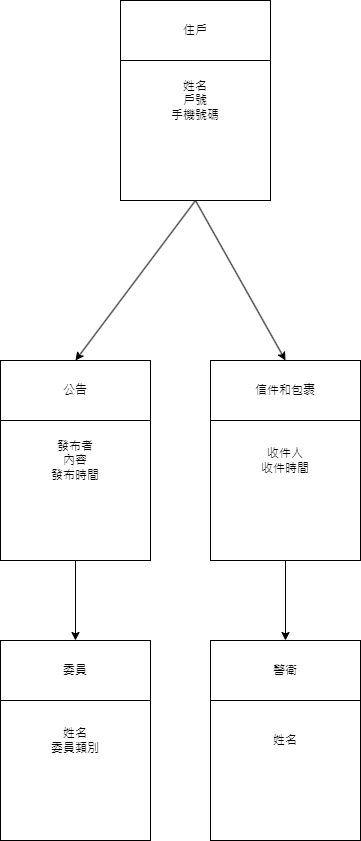 住戶
姓名
戶號
手機號碼
公告
發布者
內容
發布時間
信件和包裹
收件人
收件時間
委員
姓名
委員類別
警衛
姓名